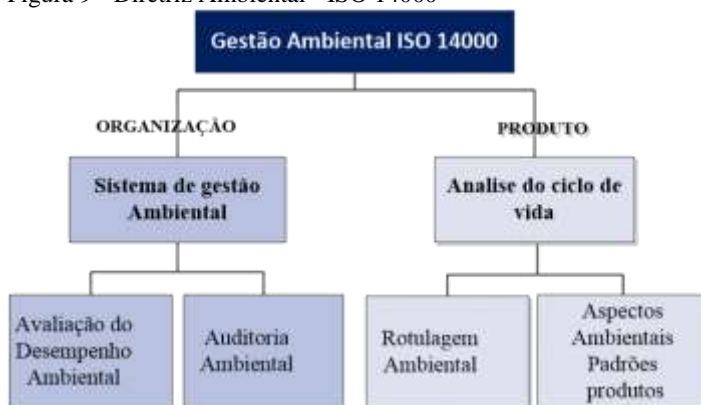 Figura 9 - Diretriz Ambiental - ISO 14000
Gestão Ambiental ISO 14000
ORGANIZAÇÃO
PRODUTO
Sistema de gestão
Ambiental
Analise do ciclo de
vida
Avaliação do
Desempenho
Ambiental
Auditoria
Ambiental
Rotulagem
Ambiental
Aspectos
Ambientais
Padrões
produtos